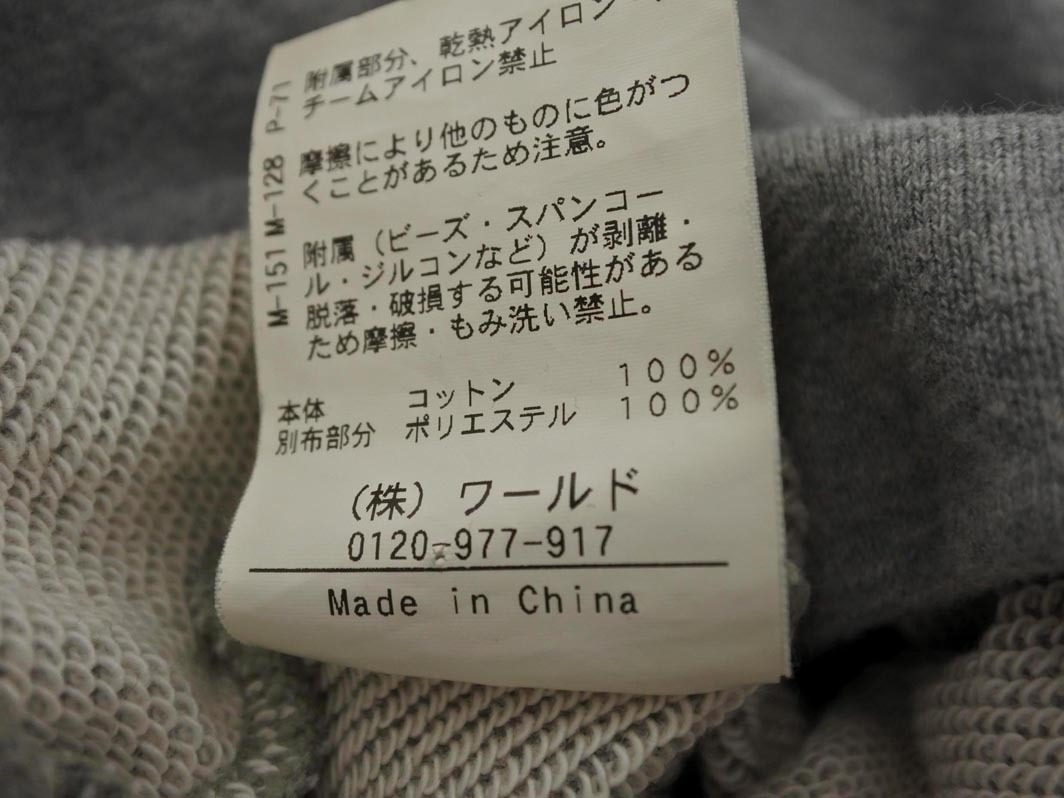 附属部分、乾熱アイロン・
チームアイロン禁止
摩擦により他のものに色がつ
くことがあるため注意。
附属(ビーズ・スパンコー
ル・ジルコンなど)が剥離・
脱落・破損する可能性がある
ため摩擦・もみ洗い禁止。
本体 コットン 100%
別布部分 ポリエステル 100%
(株)ワールド
0120-977-917
Made in China
M-151 M-128 P-71